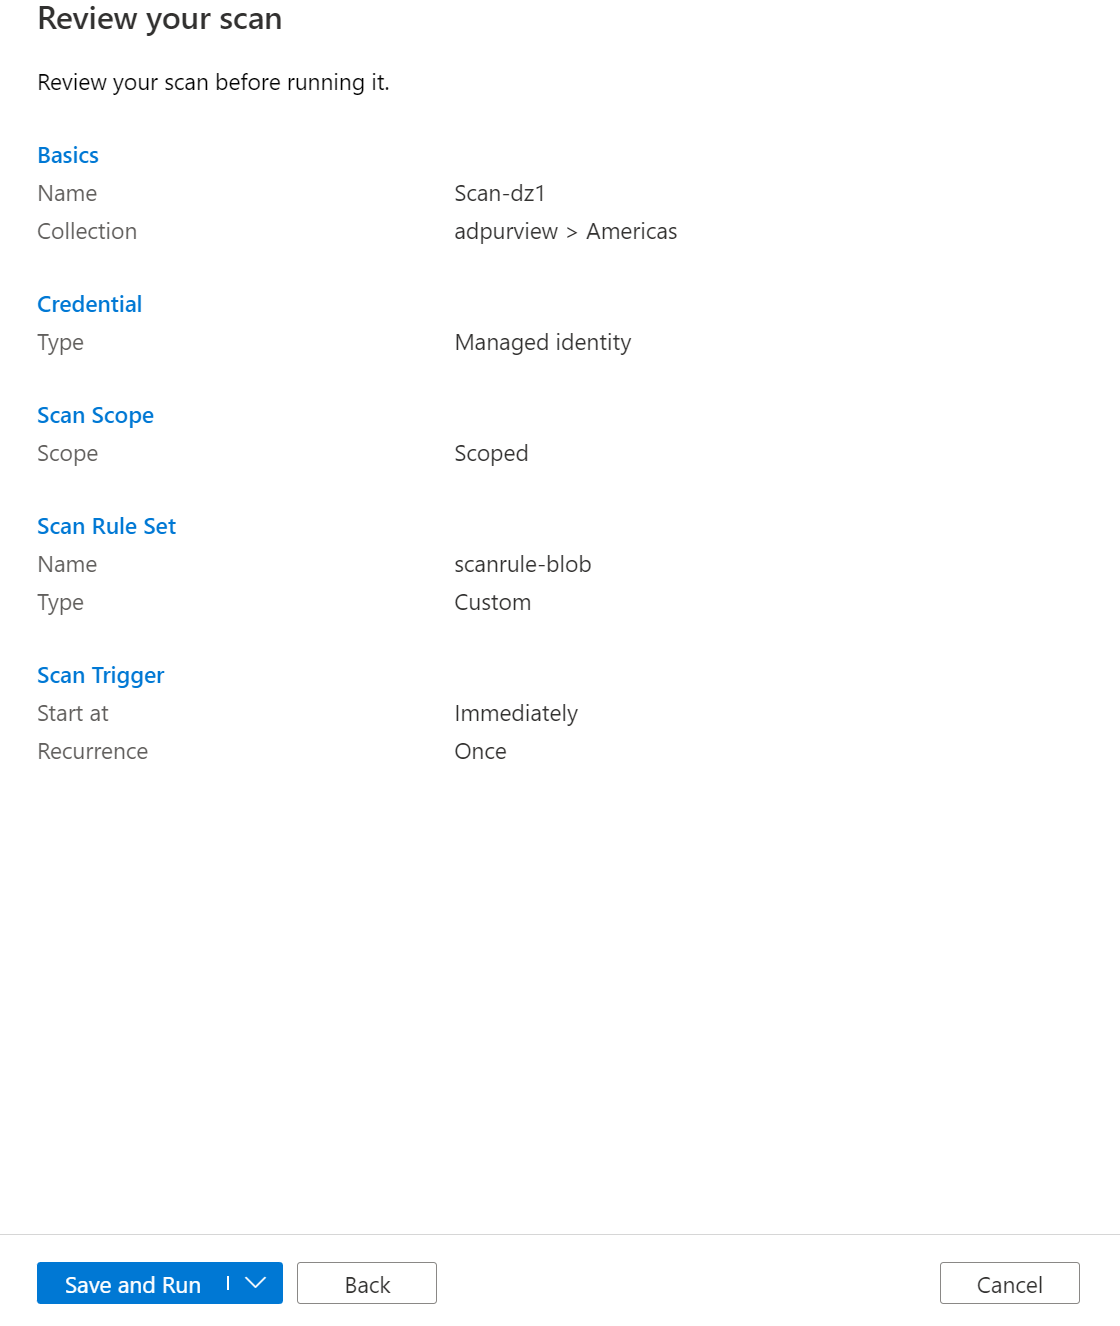 Review your scan
Review your scan before running it.
Basics
Name Scan-dz1
Collection adpurview > Americas
Credential
Type Managed identity
Scan Scope
Scope Scoped
Scan Rule Set
Name scanrule-blob
Type Custom
Scan Trigger
Start at Immediately
Recurrence Once
Save and Run Back Cancel